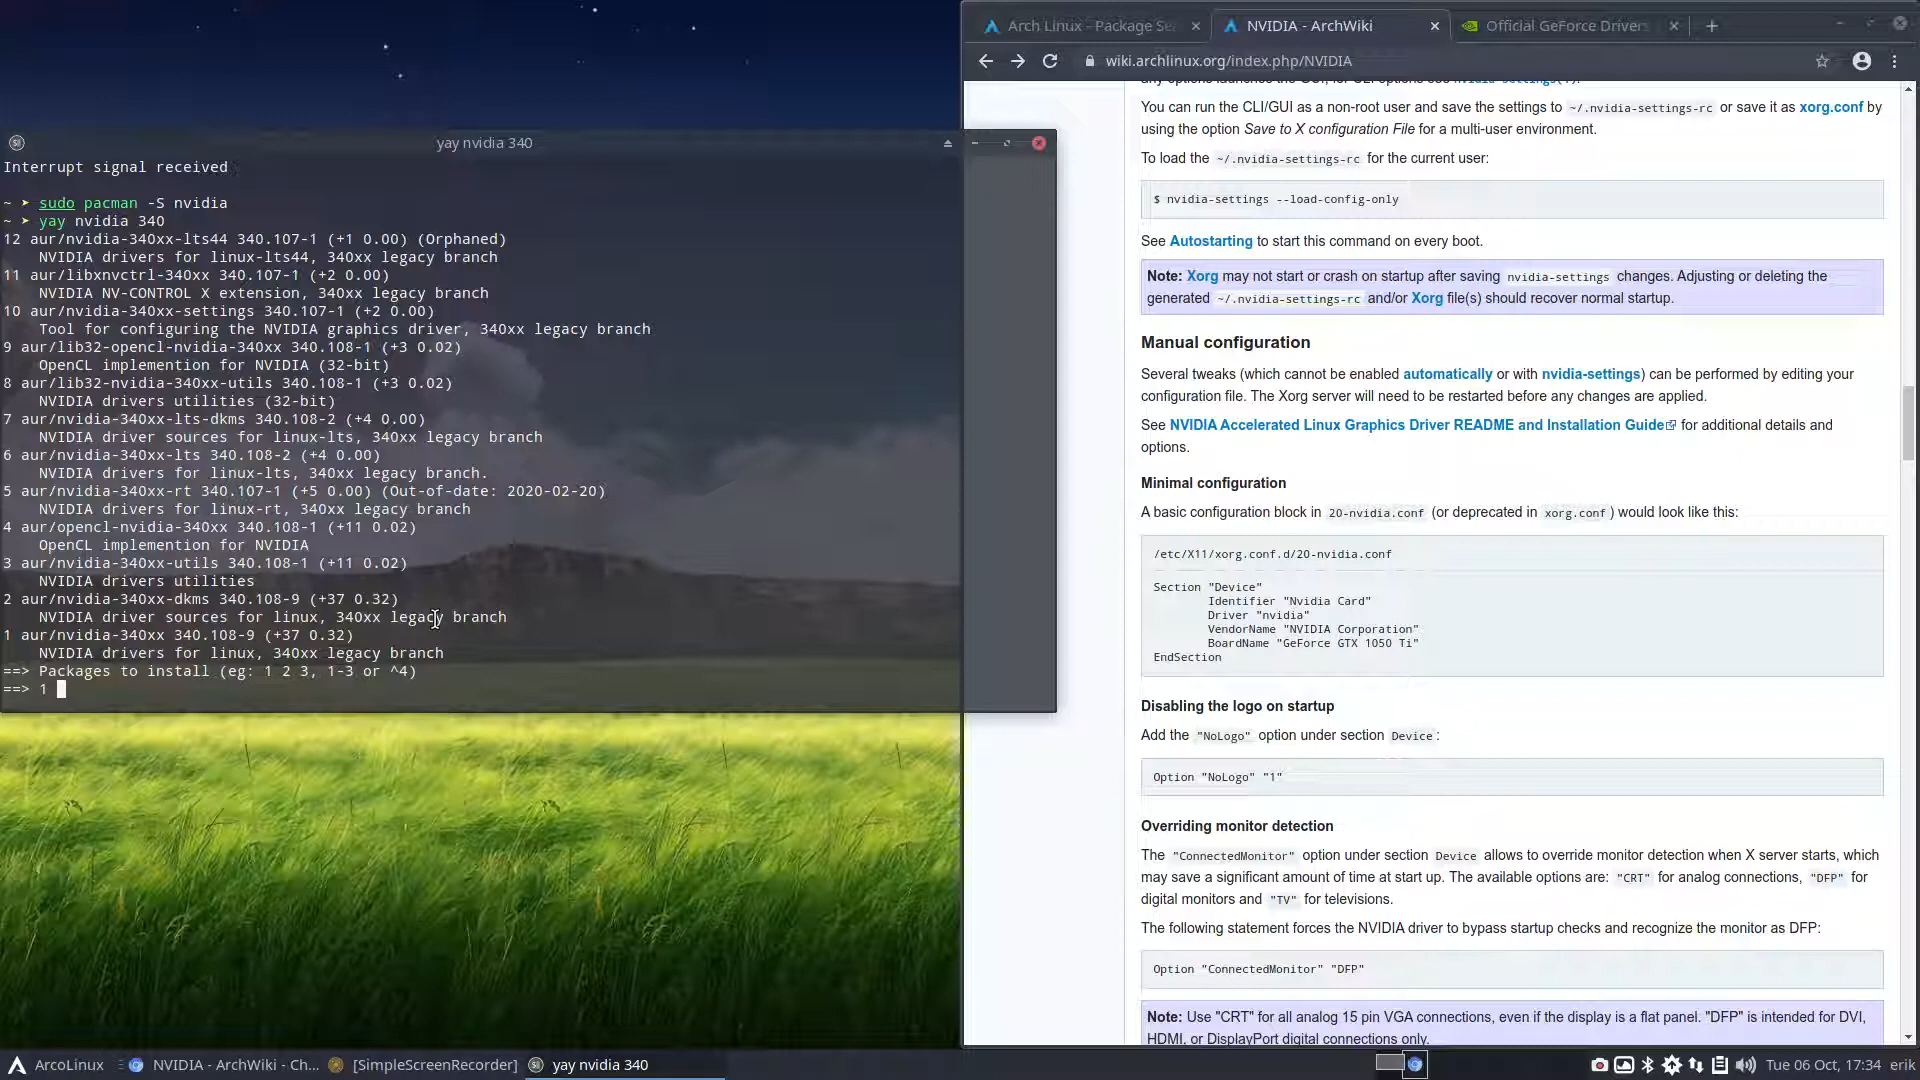 Arch Linux - Package Se
NVIDIA - ArchWiki
Official GeForce Drivers
wiki.archlinux.org/index.php/NVIDIA
yay nvidia 340
Interrupt signal received
~ ➤ sudo pacman -S nvidia
~ ➤ yay nvidia 340
12 aur/nvidia-340xx-lts44 340.107-1 (+1 0.00) (Orphaned)
NVIDIA drivers for linux-lts44, 340xx legacy branch
11 aur/libxnvctrl-340xx 340.107-1 (+2 0.00)
NVIDIA NV-CONTROL X extension, 340xx legacy branch
10 aur/nvidia-340xx-settings 340.107-1 (+2 0.00)
Tool for configuring the NVIDIA graphics driver, 340xx legacy branch
9 aur/lib32-opencl-nvidia-340xx 340.108-1 (+3 0.02)
OpenCL implemention for NVIDIA (32-bit)
8 aur/lib32-nvidia-340xx-utils 340.108-1 (+3 0.02)
NVIDIA drivers utilities (32-bit)
7 aur/nvidia-340xx-lts-dkms 340.108-2 (+4 0.00)
NVIDIA driver sources for linux-lts, 340xx legacy branch
6 aur/nvidia-340xx-lts 340.108-2 (+4 0.00)
NVIDIA drivers for linux-lts, 340xx legacy branch.
5 aur/nvidia-340xx-rt 340.107-1 (+5 0.00) (Out-of-date: 2020-02-20)
NVIDIA drivers for linux-rt, 340xx legacy branch
4 aur/opencl-nvidia-340xx 340.108-1 (+11 0.02)
OpenCL implemention for NVIDIA
3 aur/nvidia-340xx-utils 340.108-1 (+11 0.02)
NVIDIA drivers utilities
2 aur/nvidia-340xx-dkms 340.108-9 (+37 0.32)
NVIDIA driver sources for linux, 340xx legacy branch
1 aur/nvidia-340xx 340.108-9 (+37 0.32)
NVIDIA drivers for linux, 340xx legacy branch
==> Packages to install (eg: 1 2 3, 1-3 or ^4)
==> 1
any options launches the GUI, for CLI options see nvidia-settings(1).
You can run the CLI/GUI as a non-root user and save the settings to ~/.nvidia-settings-rc or save it as xorg.conf by
using the option Save to X configuration File for a multi-user environment.
To load the ~/.nvidia-settings-rc for the current user:
$ nvidia-settings --load-config-only
See Autostarting to start this command on every boot.
Note: Xorg may not start or crash on startup after saving nvidia-settings changes. Adjusting or deleting the
generated ~/.nvidia-settings-rc and/or Xorg file(s) should recover normal startup.
Manual configuration
Several tweaks (which cannot be enabled automatically or with nvidia-settings) can be performed by editing your
configuration file. The Xorg server will need to be restarted before any changes are applied.
See NVIDIA Accelerated Linux Graphics Driver README and Installation Guide for additional details and
options.
Minimal configuration
A basic configuration block in 20-nvidia.conf (or deprecated in xorg.conf) would look like this:
/etc/X11/xorg.conf.d/20-nvidia.conf
Section "Device"
Identifier "Nvidia Card"
Driver "nvidia"
VendorName "NVIDIA Corporation"
BoardName "GeForce GTX 1050 Ti"
EndSection
Disabling the logo on startup
Add the "NoLogo" option under section Device:
Option "NoLogo" "1"
Overriding monitor detection
The "ConnectedMonitor" option under section Device allows to override monitor detection when X server starts, which
may save a significant amount of time at start up. The available options are: "CRT" for analog connections, "DFP" for
digital monitors and "TV" for televisions.
The following statement forces the NVIDIA driver to bypass startup checks and recognize the monitor as DFP:
Option "ConnectedMonitor" "DFP"
Note: Use "CRT" for all analog 15 pin VGA connections, even if the display is a flat panel. "DFP" is intended for DVI,
HDMI, or DisplayPort digital connections only.
ArcoLinux
NVIDIA - ArchWiki - Ch...
[SimpleScreenRecorder]
yay nvidia 340
Tue 06 Oct, 17:34
erik